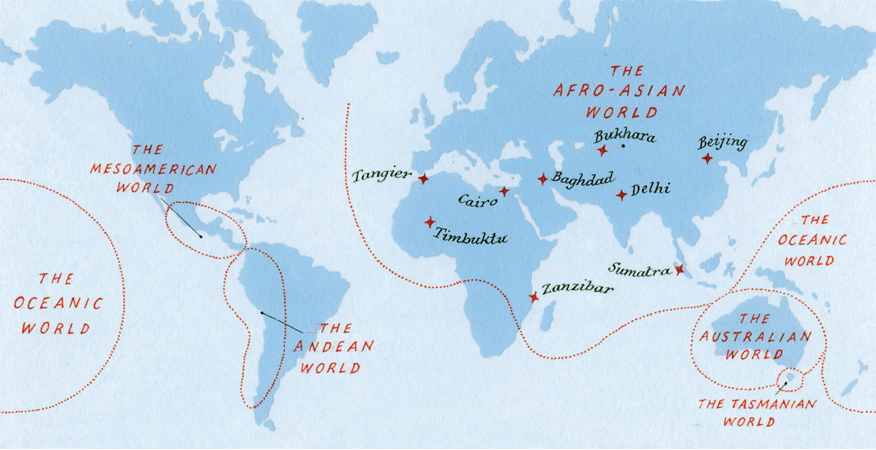 THE
AFRO-ASIAN
WORLD
Bukhara
Beijing
THE
MESOAMERICAN
WORLD
Tangier
Baghdad
Delhi
Cairo
Timbuktu
THE
OCEANIC
WORLD
Sumatra
Zanzibar
THE
OCEANIC
WORLD
THE
ANDEAN
WORLD
THE
AUSTRALIAN
WORLD
THE TASMANIAN
WORLD